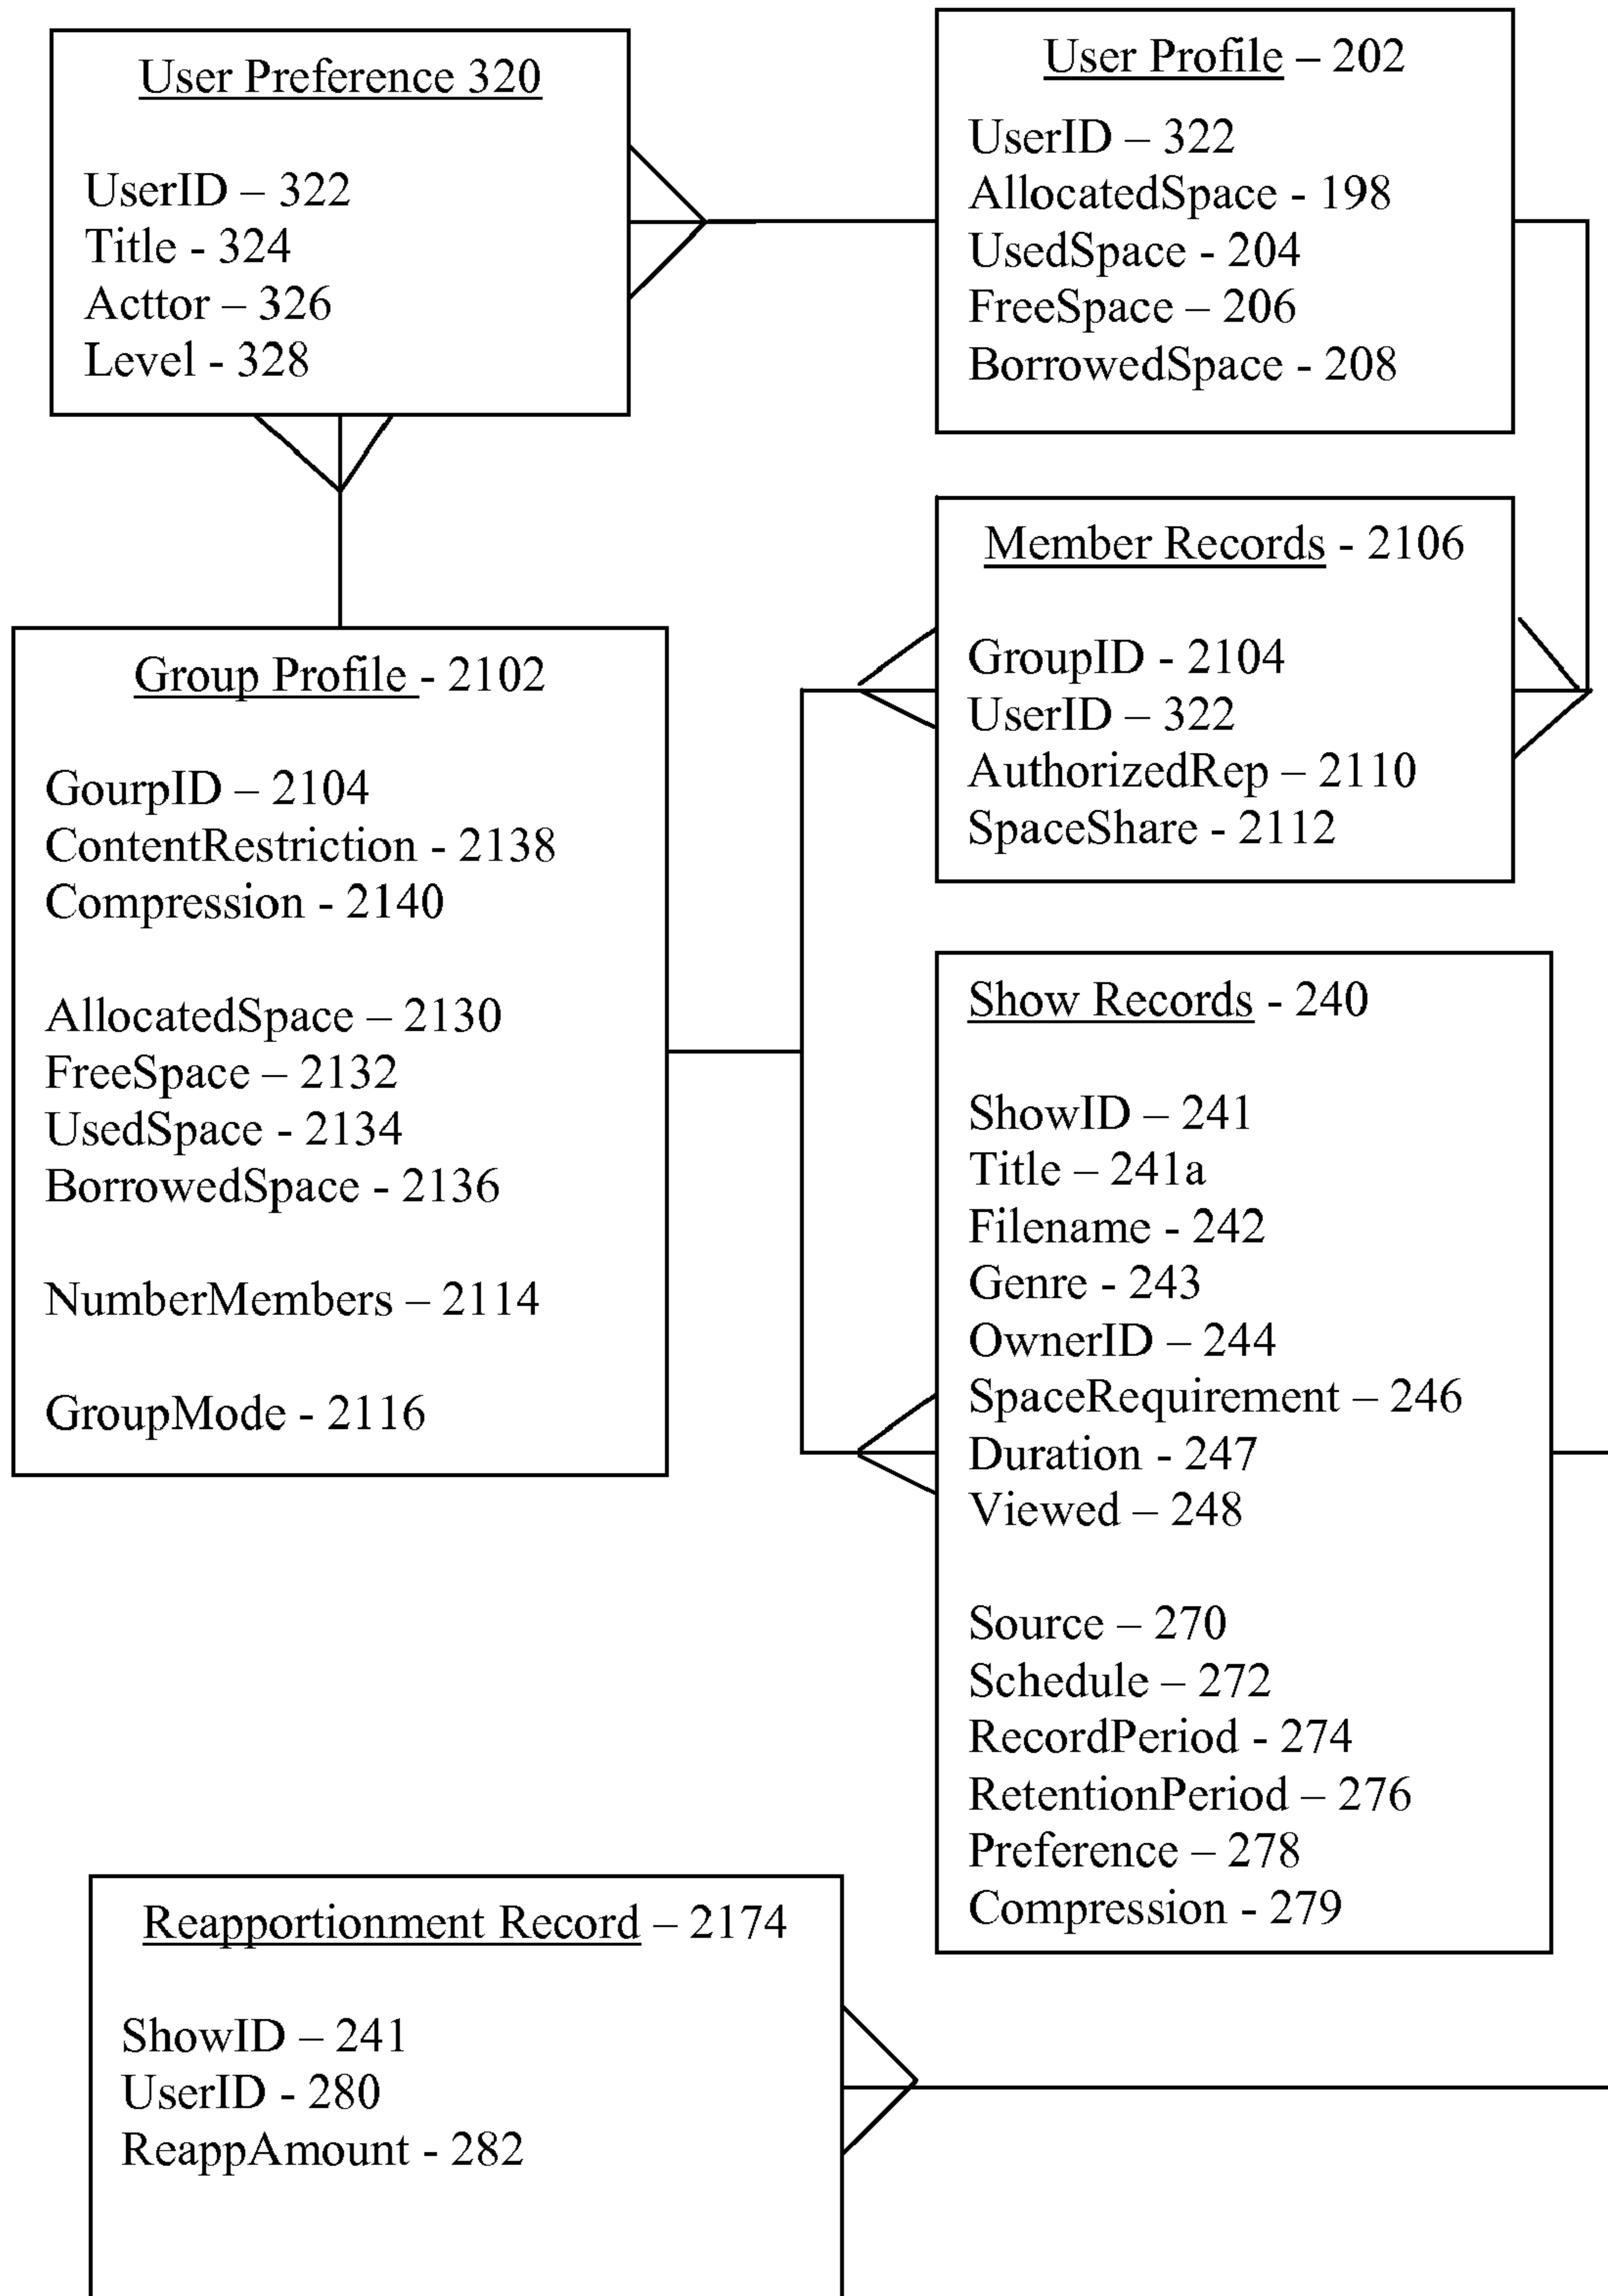 User Preference 320
UserID – 322
Title - 324
Acttor – 326
Level - 328
User Profile – 202
UserID – 322
AllocatedSpace - 198
UsedSpace - 204
FreeSpace – 206
BorrowedSpace - 208
Member Records - 2106
GroupID - 2104
UserID – 322
AuthorizedRep – 2110
SpaceShare - 2112
Group Profile - 2102
GourpID – 2104
ContentRestriction - 2138
Compression - 2140
AllocatedSpace – 2130
FreeSpace – 2132
UsedSpace - 2134
BorrowedSpace - 2136
NumberMembers – 2114
GroupMode - 2116
Show Records - 240
ShowID – 241
Title – 241a
Filename - 242
Genre - 243
OwnerID – 244
SpaceRequirement – 246
Duration - 247
Viewed – 248
Source – 270
Schedule – 272
RecordPeriod - 274
RetentionPeriod – 276
Preference – 278
Compression - 279
Reapportionment Record – 2174
ShowID – 241
UserID - 280
ReappAmount - 282